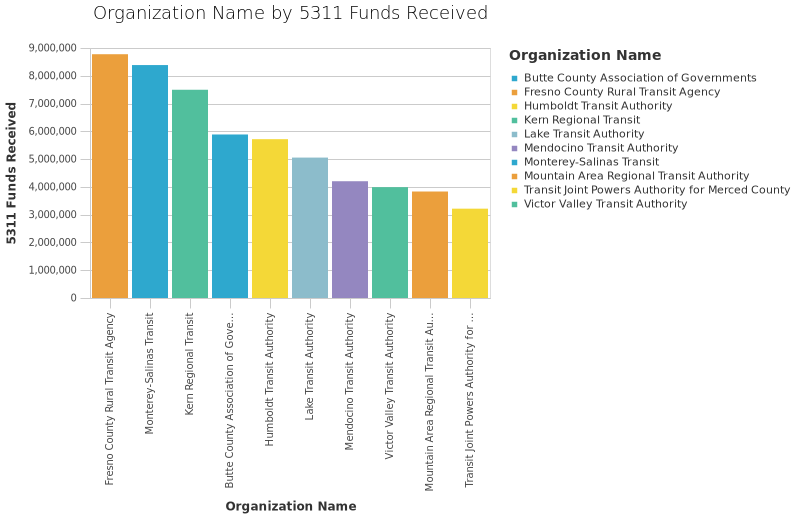 Organization Name by 5311 Funds Received
9,000,000
8,000,000
7,000,000
6,000,000
5,000,000
4,000,000
3,000,000
2,000,000
1,000,000
0
5311 Funds Received
Fresno County Rural Transit Agency
Monterey-Salinas Transit
Kern Regional Transit
Butte County Association of Gove...
Humboldt Transit Authority
Lake Transit Authority
Mendocino Transit Authority
Victor Valley Transit Authority
Mountain Area Regional Transit Au...
Transit Joint Powers Authority for ...
Organization Name
Organization Name
Butte County Association of Governments
Fresno County Rural Transit Agency
Humboldt Transit Authority
Kern Regional Transit
Lake Transit Authority
Mendocino Transit Authority
Monterey-Salinas Transit
Mountain Area Regional Transit Authority
Transit Joint Powers Authority for Merced County
Victor Valley Transit Authority